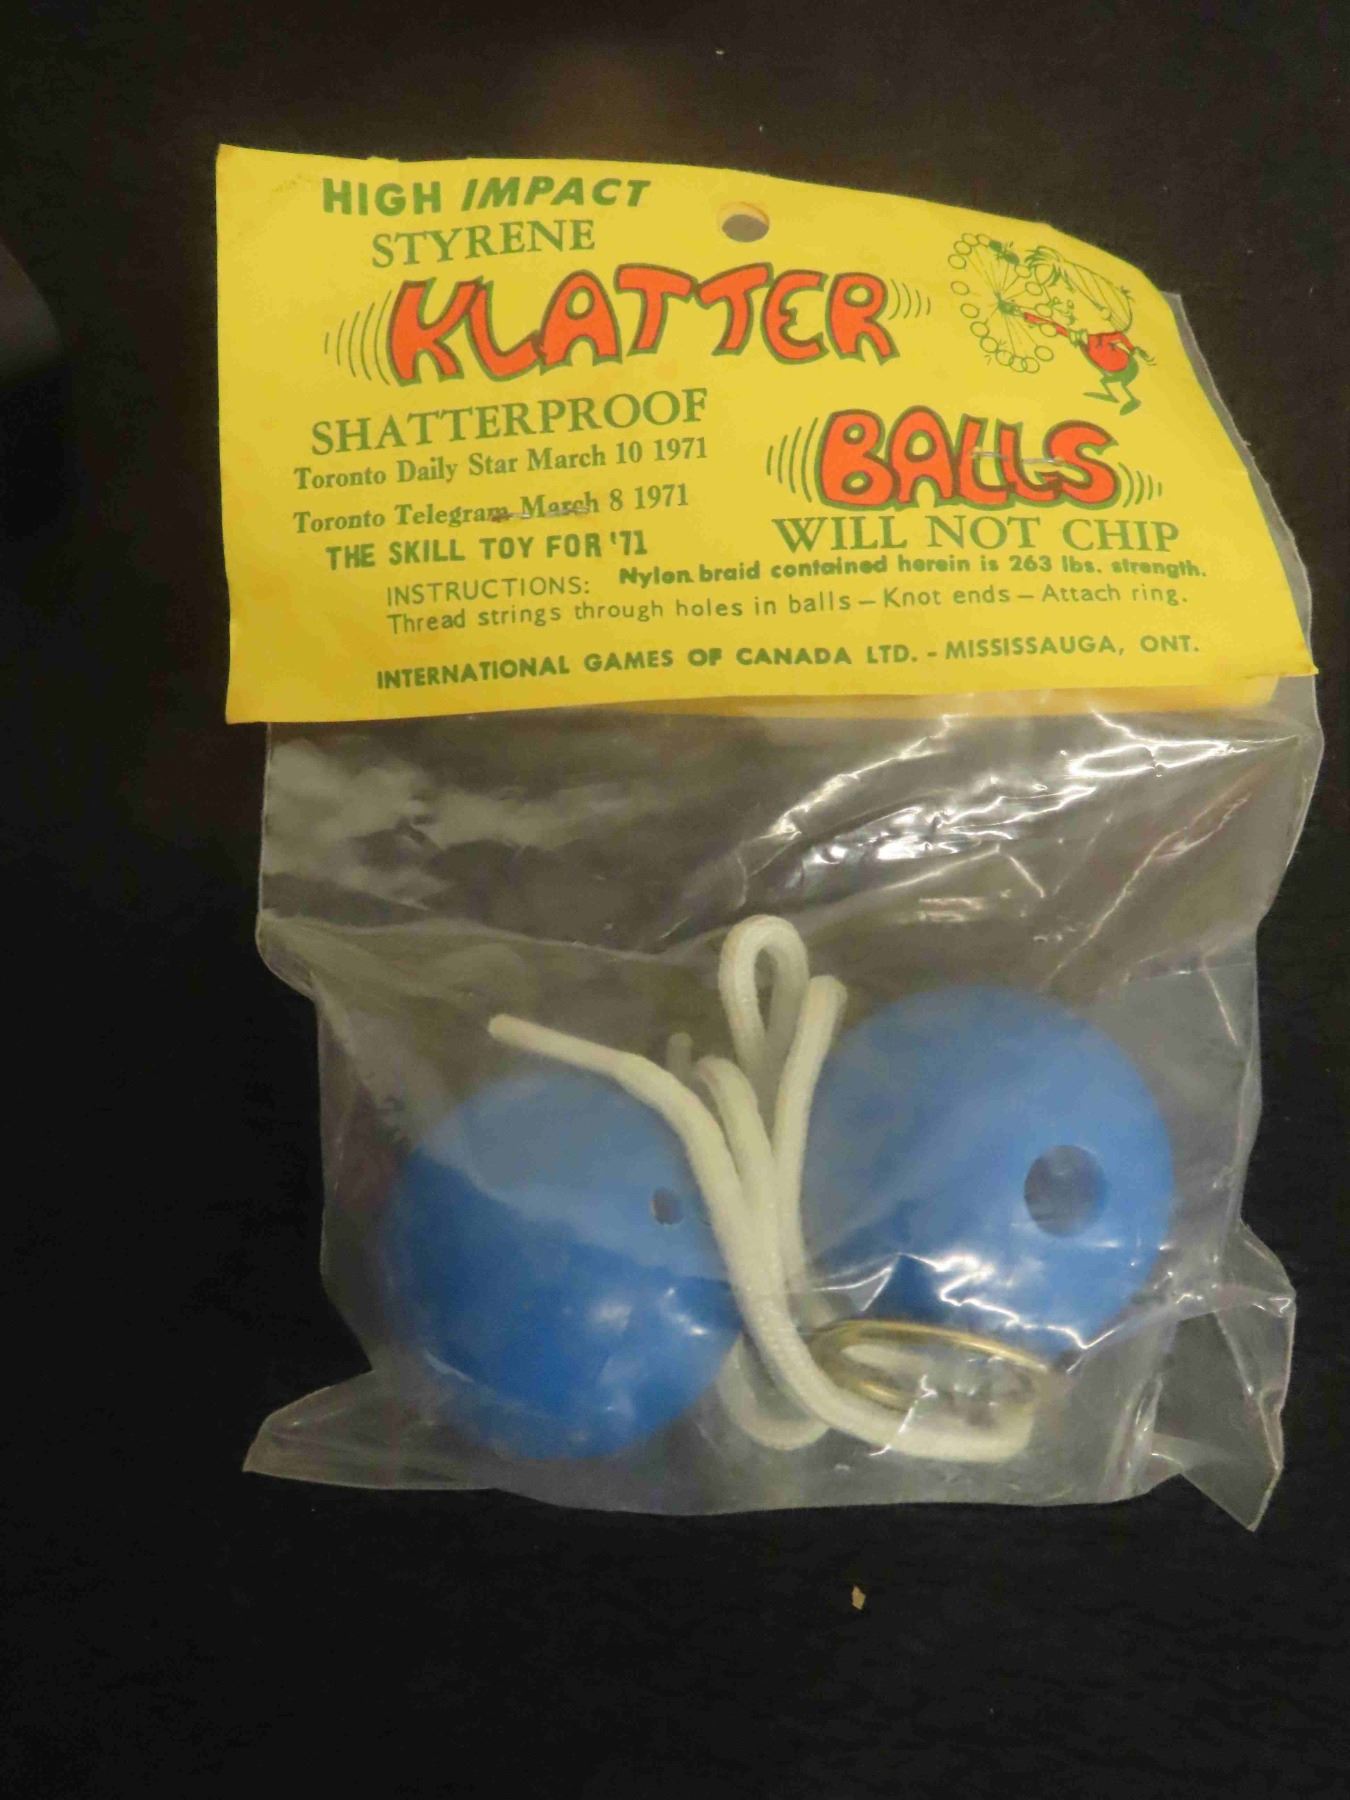 HIGH IMPACT
STYRENE
KLATTER
SHATTERPROOF
Toronto Daily Star March 10 1971
Toronto Telegram March 8 1971
THE SKILL TOY FOR '71
BALLS
WILL NOT CHIP
INSTRUCTIONS: Nylon braid contained herein is 263 lbs. strength.
Thread strings through holes in balls – Knot ends – Attach ring.
INTERNATIONAL GAMES OF CANADA LTD. - MISSISSAUGA, ONT.